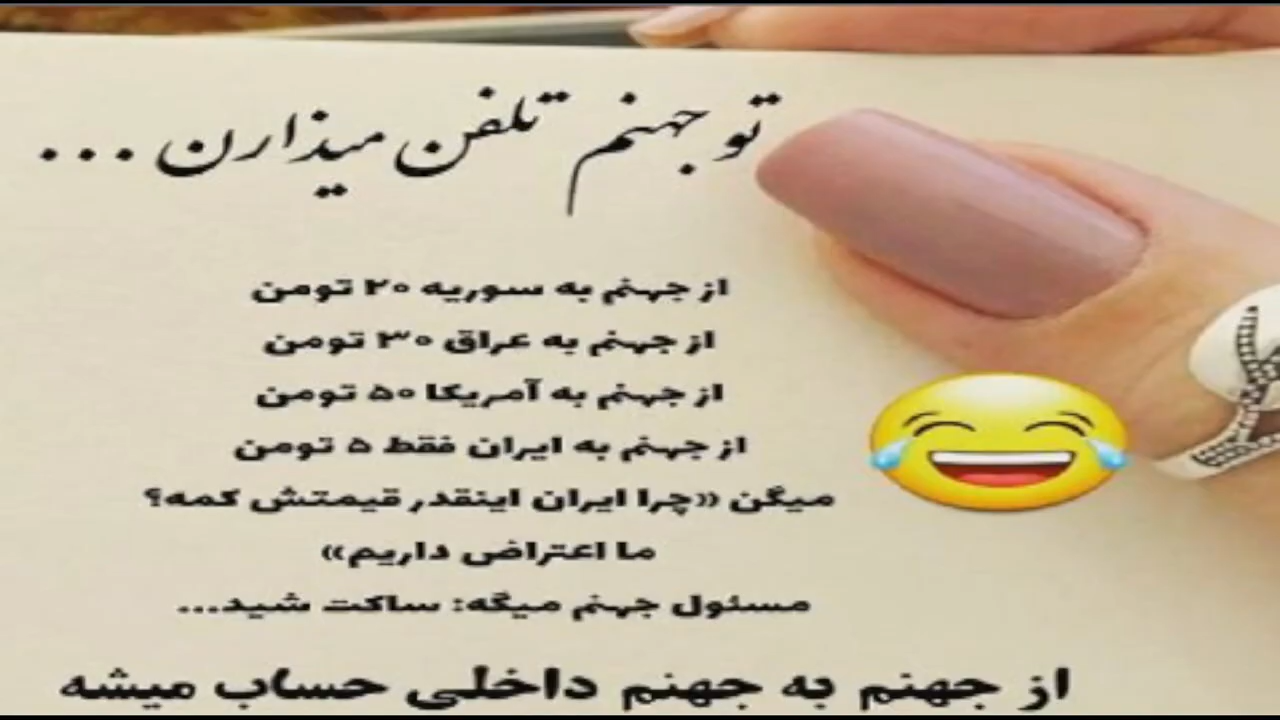 تو جهنم تلفن میذارن ...
از جهنم به سوریه ۲۰ تومن
از جهنم به عراق ۳۰ تومن
از جهنم به آمریکا ۵۰ تومن
از جهنم به ایران فقط ۵ تومن
میگن «چرا ایران اینقدر قیمتش کمه؟
ما اعتراض داریم»
مسئول جهنم میگه: ساکت شید...
از جهنم به جهنم داخلی حساب میشه